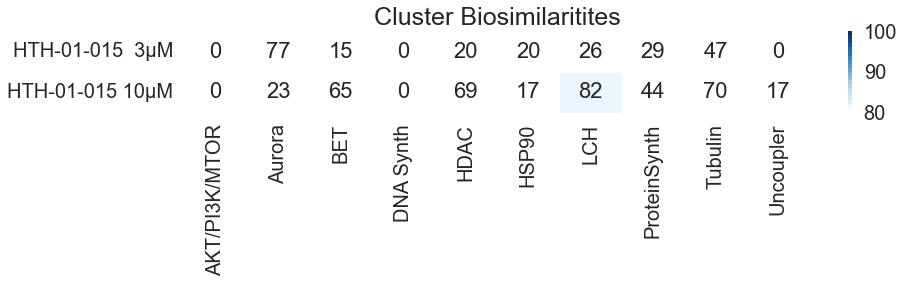 Cluster Biosimilaritites
HTH-01-015  3µM 0 77 15 0 20 20 26 29 47 0
HTH-01-015 10µM 0 23 65 0 69 17 82 44 70 17
AKT/PI3K/MTOR
Aurora
BET
DNA Synth
HDAC
HSP90
LCH
ProteinSynth
Tubulin
Uncoupler
100
90
80